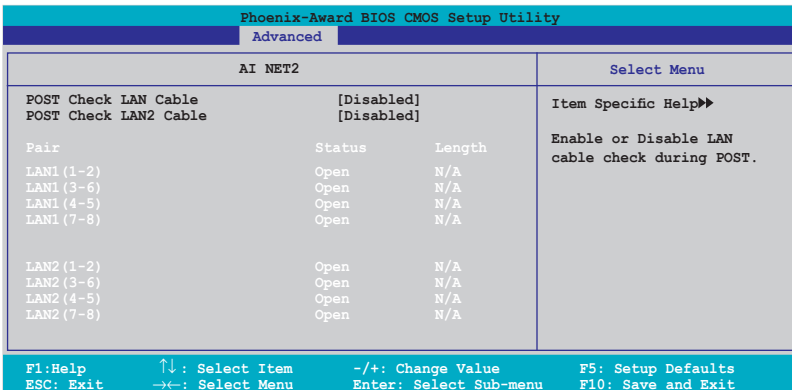 Phoenix-Award BIOS CMOS Setup Utility
Advanced
AI NET2
Select Menu
POST Check LAN Cable [Disabled]
POST Check LAN2 Cable [Disabled]
Pair Status Length
LAN1(1-2) Open N/A
LAN1(3-6) Open N/A
LAN1(4-5) Open N/A
LAN1(7-8) Open N/A
LAN2(1-2) Open N/A
LAN2(3-6) Open N/A
LAN2(4-5) Open N/A
LAN2(7-8) Open N/A
Item Specific Help▶▶
Enable or Disable LAN
cable check during POST.
F1:Help ↑↓: Select Item -/+: Change Value F5: Setup Defaults
ESC: Exit →←: Select Menu Enter: Select Sub-menu F10: Save and Exit